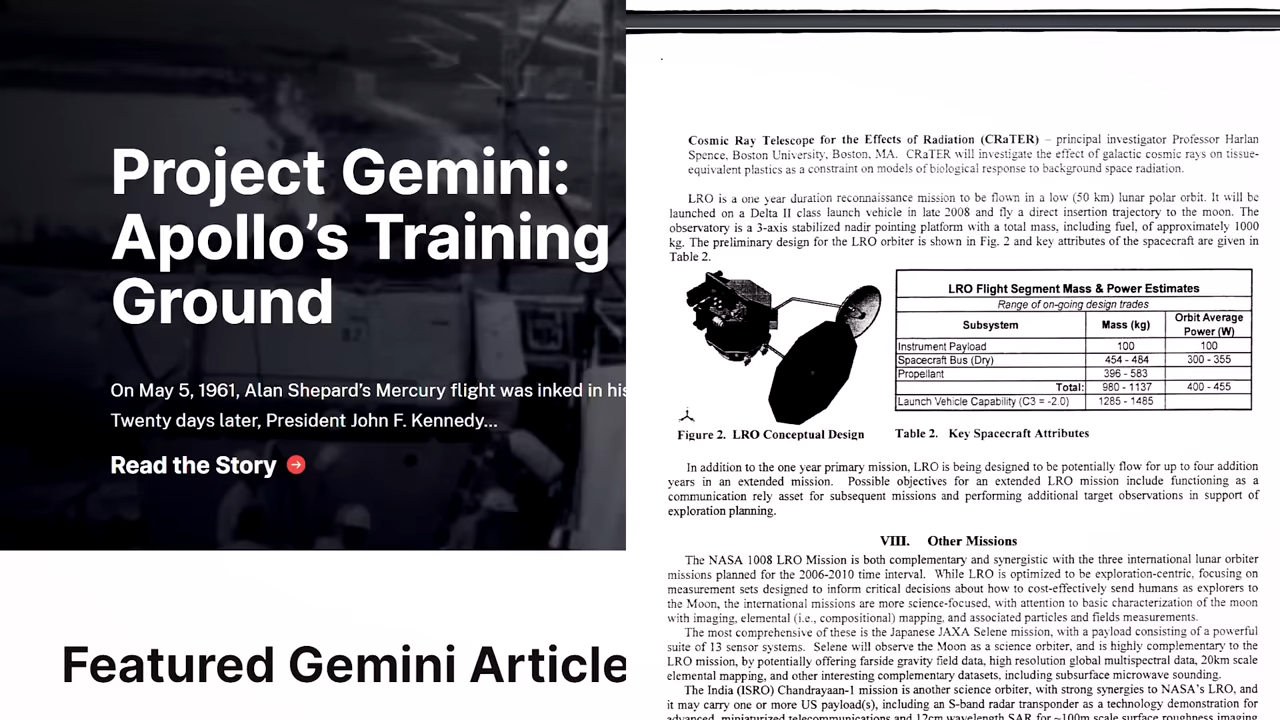 Project Gemini:
Apollo’s Training
Ground
On May 5, 1961, Alan Shepard’s Mercury flight was inked in his
Twenty days later, President John F. Kennedy...
Read the Story
Featured Gemini Article
Cosmic Ray Telescope for the Effects of Radiation (CRaTER) – principal investigator Professor Harlan
Spence, Boston University, Boston, MA. CRaTER will investigate the effect of galactic cosmic rays on tissue-
equivalent plastics as a constraint on models of biological response to background space radiation.
LRO is a one year duration reconnaissance mission to be flown in a low (50 km) lunar polar orbit. It will be
launched on a Delta II class launch vehicle in late 2008 and fly a direct insertion trajectory to the moon. The
observatory is a 3-axis stabilized nadir pointing platform with a total mass, including fuel, of approximately 1000
kg. The preliminary design for the LRO orbiter is shown in Fig. 2 and key attributes of the spacecraft are given in
Table 2.
LRO Flight Segment Mass & Power Estimates
Range of on-going design trades
Subsystem Mass (kg) Orbit Average Power (W)
Instrument Payload 100 100
Spacecraft Bus (Dry) 454 - 484 300 - 355
Propellant 396 - 583
Total: 980 - 1137 400 - 455
Launch Vehicle Capability (C3 = -2.0) 1285 - 1485
Figure 2. LRO Conceptual Design
Table 2. Key Spacecraft Attributes
In addition to the one year primary mission, LRO is being designed to be potentially flow for up to four addition
years in an extended mission. Possible objectives for an extended LRO mission include functioning as a
communication rely asset for subsequent missions and performing additional target observations in support of
exploration planning.
VIII. Other Missions
The NASA 1008 LRO Mission is both complementary and synergistic with the three international lunar orbiter
missions planned for the 2006-2010 time interval. While LRO is optimized to be exploration-centric, focusing on
measurement sets designed to inform critical decisions about how to cost-effectively send humans as explorers to
the Moon, the international missions are more science-focused, with attention to basic characterization of the moon
with imaging, elemental (i.e., compositional) mapping, and associated particles and fields measurements.
The most comprehensive of these is the Japanese JAXA Selene mission, with a payload consisting of a powerful
suite of 13 sensor systems. Selene will observe the Moon as a science orbiter, and is highly complementary to the
LRO mission, by potentially offering farside gravity field data, high resolution global multispectral data, 20km scale
elemental mapping, and other interesting complementary datasets, including subsurface microwave sounding.
The India (ISRO) Chandrayaan-1 mission is another science orbiter, with strong synergies to NASA's LRO, and
it may carry one or more US payload(s), including an S-band radar transponder as a technology demonstration for
advanced, miniaturized telecommunications and 12cm wavelength SAR for ~100m scale surface roughness imaging